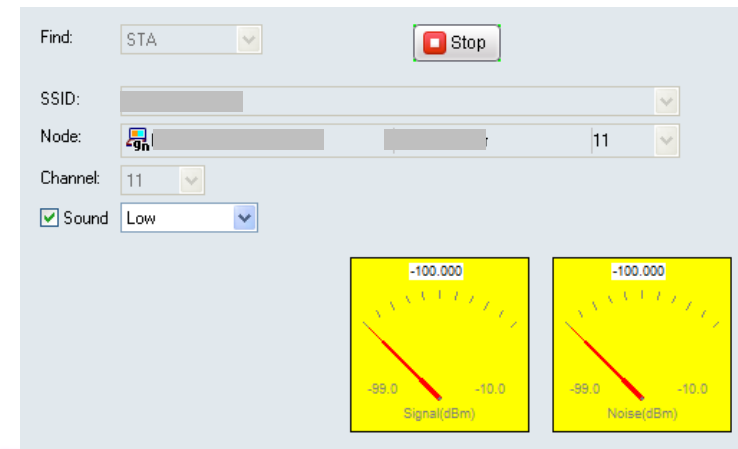 Find: STA Stop
SSID:
Node: gn 11
Channel: 11
Sound Low
-100.000 -100.000
-99.0 -10.0 -99.0 -10.0
Signal(dBm) Noise(dBm)